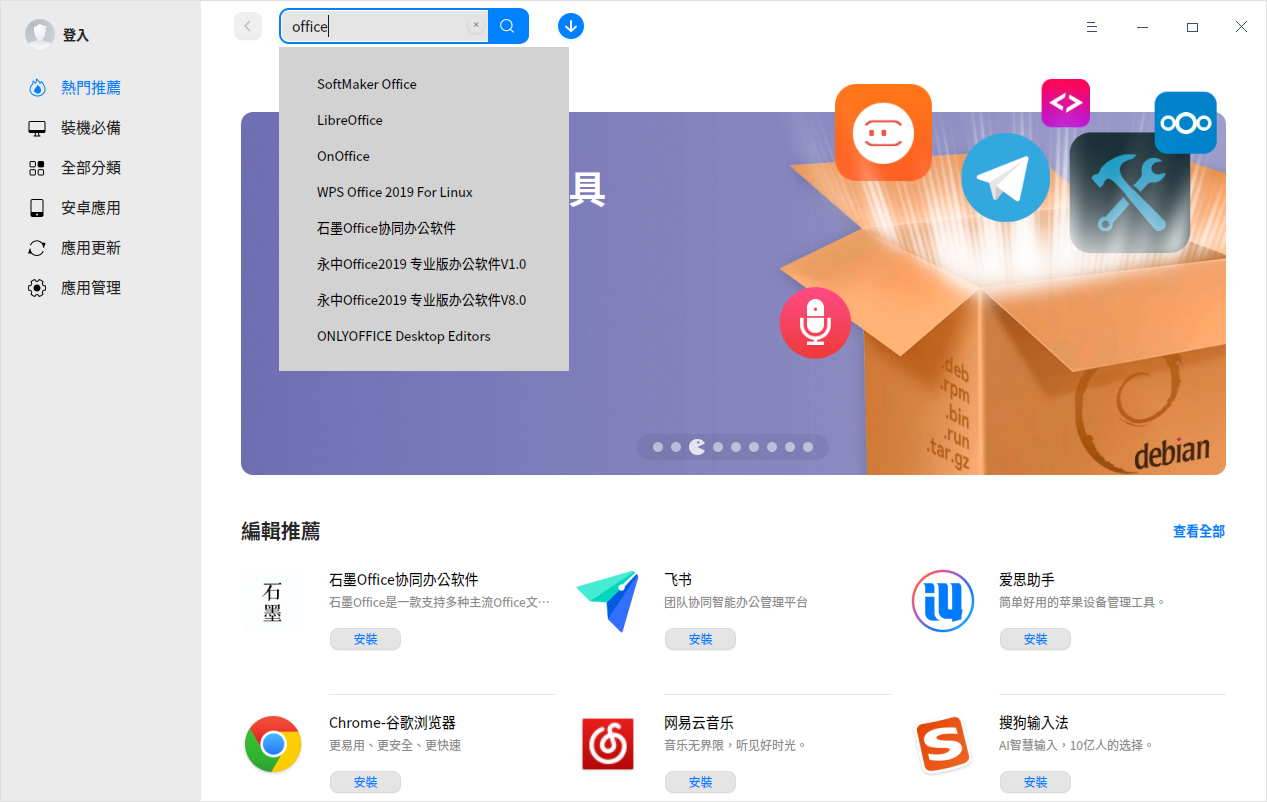 登入
office
熱門推薦
裝機必備
全部分類
安卓應用
應用更新
應用管理
SoftMaker Office
LibreOffice
OnOffice
WPS Office 2019 For Linux
石墨Office协同办公软件
永中Office2019 专业版办公软件V1.0
永中Office2019 专业版办公软件V8.0
ONLYOFFICE Desktop Editors
具
.deb
.rpm
.bin
.run
.tar.gz
debian
編輯推薦
查看全部
石墨
石墨Office协同办公软件
石墨Office是一款支持多种主流Office文…
安裝
飞书
团队协同智能办公管理平台
安裝
爱思助手
简单好用的苹果设备管理工具。
安裝
Chrome-谷歌浏览器
更易用、更安全、更快速
安裝
网易云音乐
音乐无界限，听见好时光。
安裝
搜狗输入法
AI智慧输入，10亿人的选择。
安裝